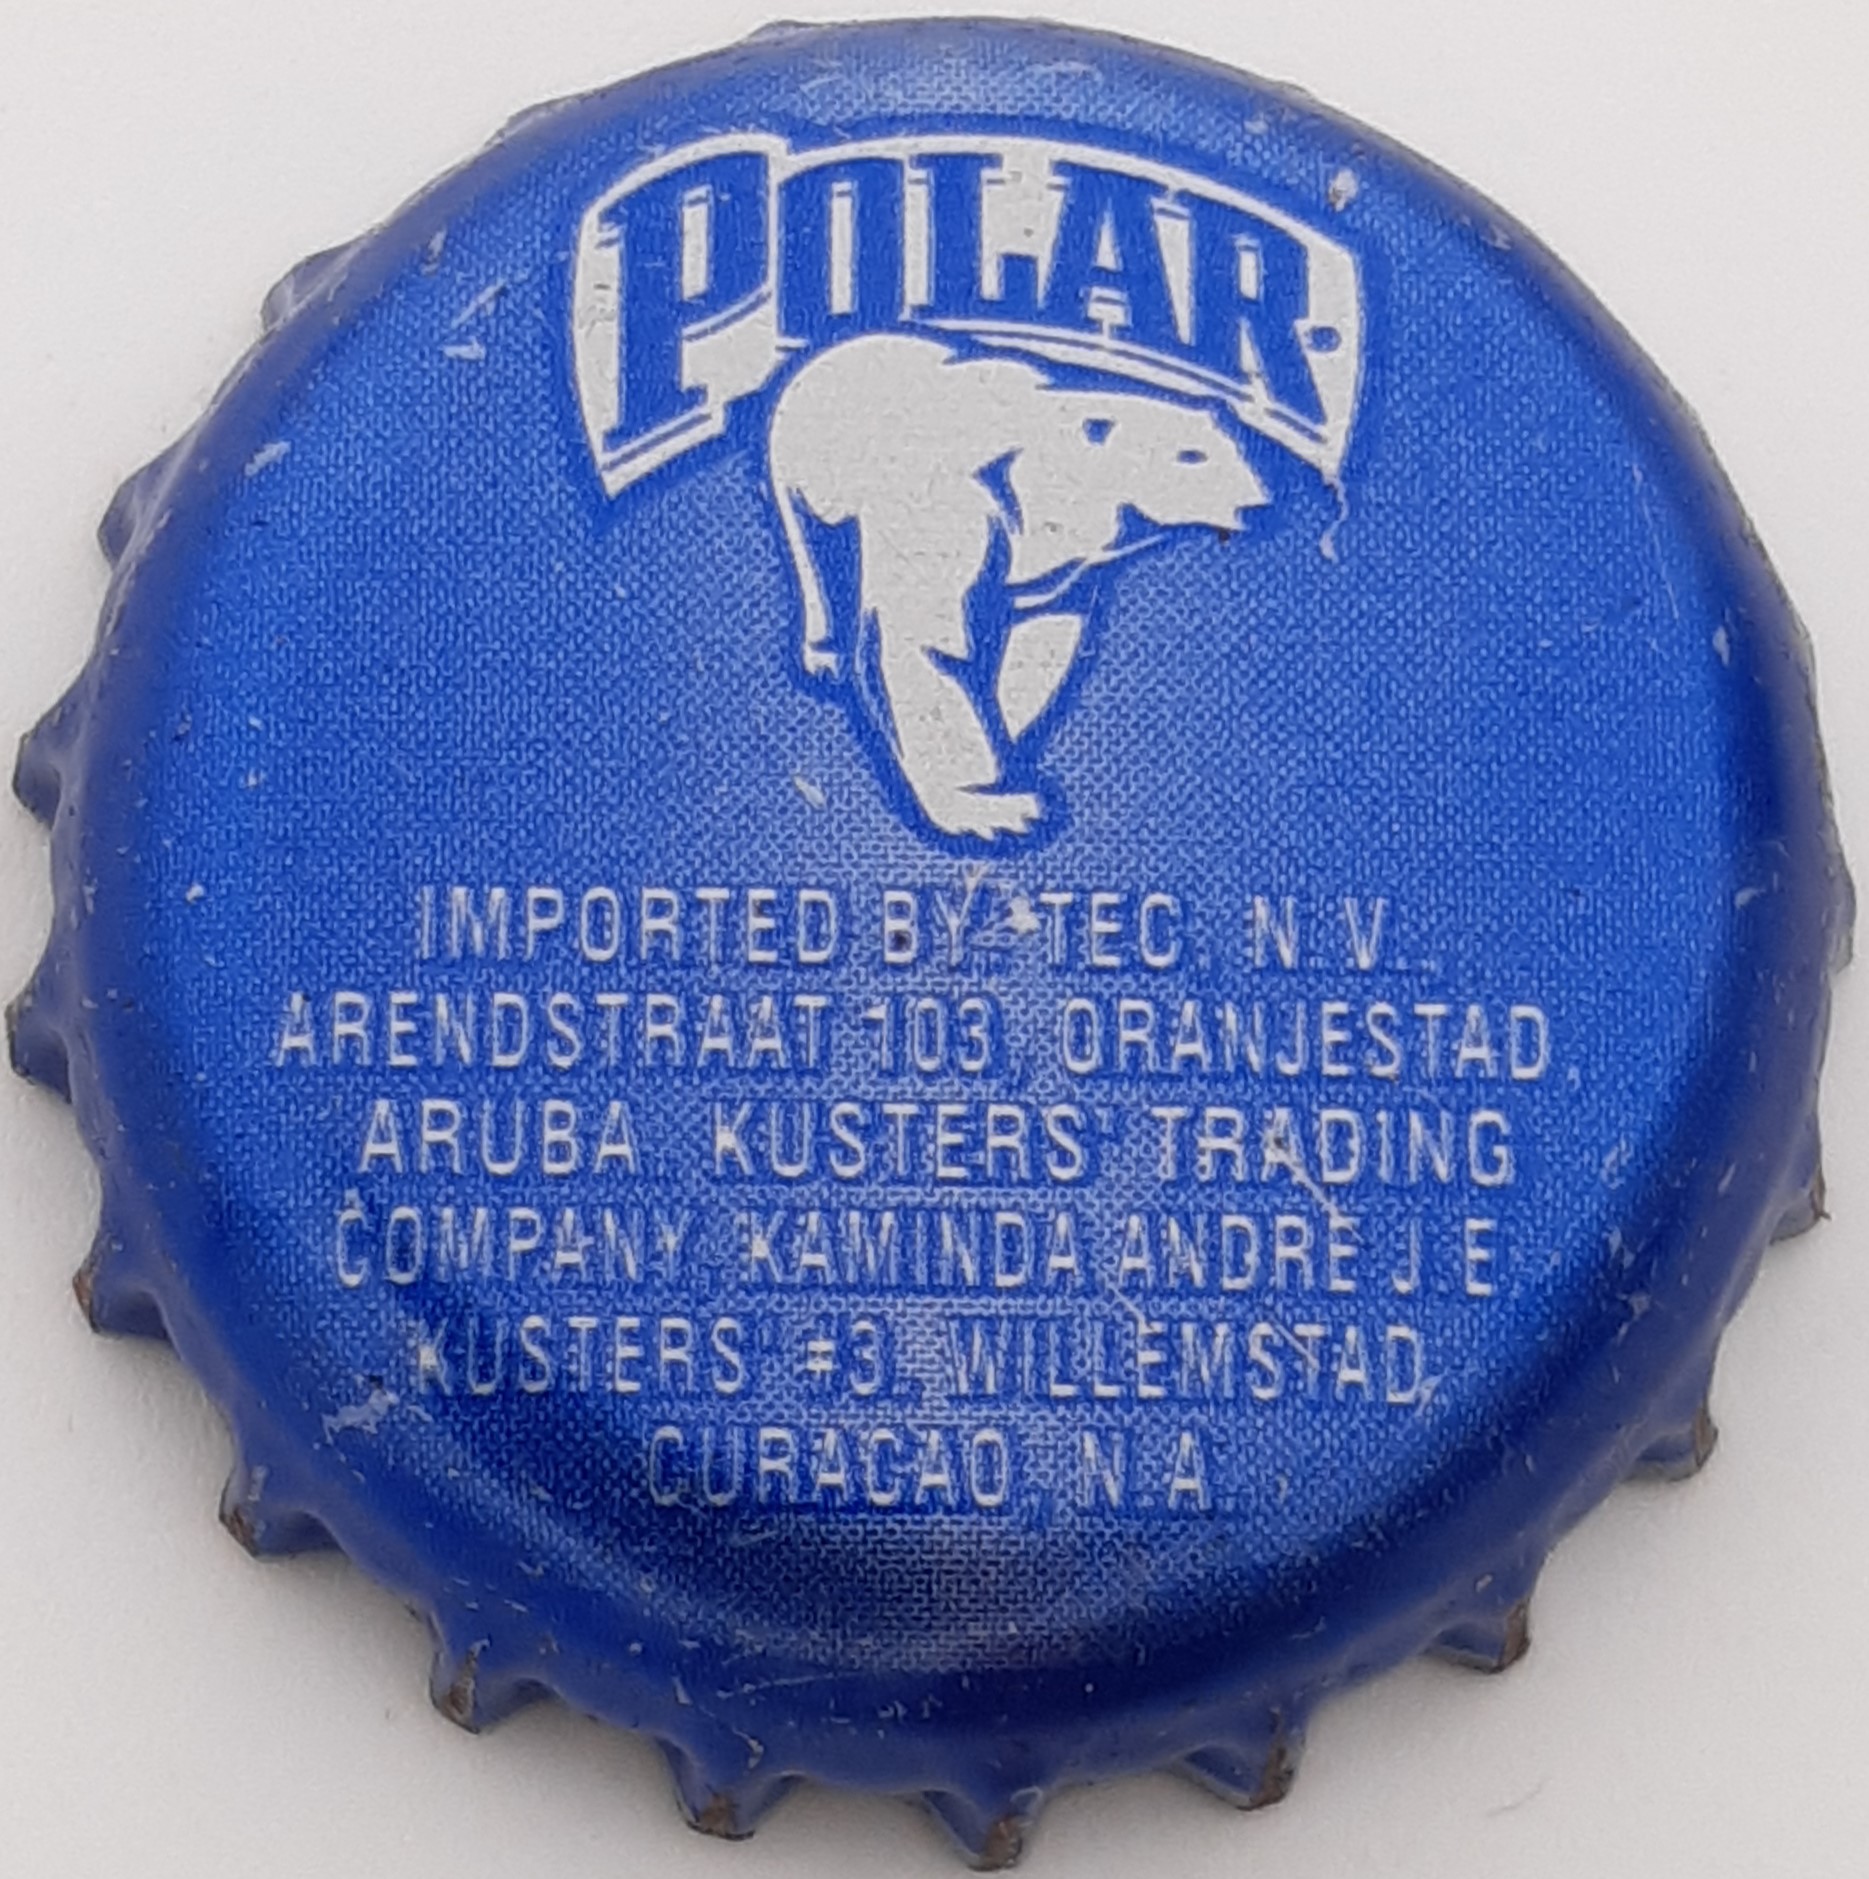 POLAR
IMPORTED BY TEC. N.V.
ARENDSTRAAT 103, ORANJESTAD
ARUBA. KUSTERS' TRADING
COMPANY. KAMINDA ANDRE J E
KUSTERS #3, WILLEMSTAD,
CURACAO, N.A.